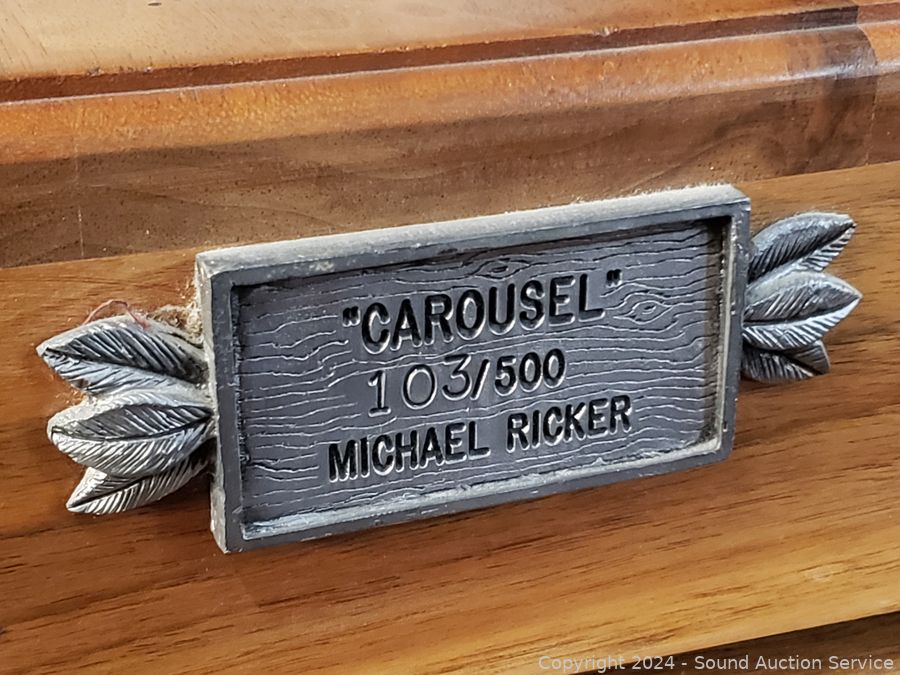 "CAROUSEL"
103/500
MICHAEL RICKER
Copyright © 2024 - Sound Auction Service